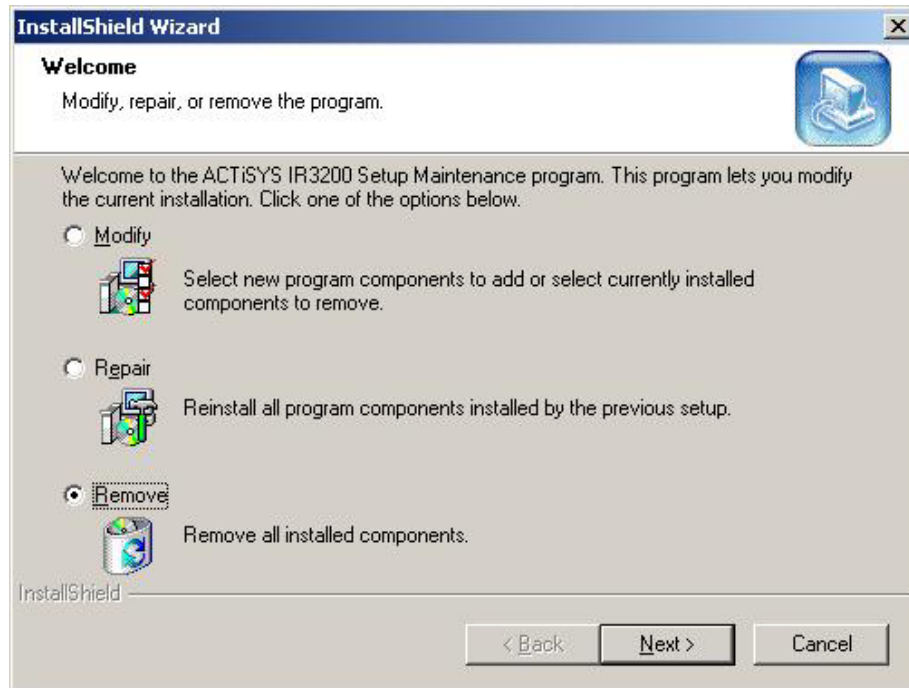 InstallShield Wizard
Welcome
Modify, repair, or remove the program.
Welcome to the ACTiSYS IR3200 Setup Maintenance program. This program lets you modify
the current installation. Click one of the options below.
Modify
Select new program components to add or select currently installed
components to remove.
Repair
Reinstall all program components installed by the previous setup.
Remove
Remove all installed components.
InstallShield
< Back
Next >
Cancel